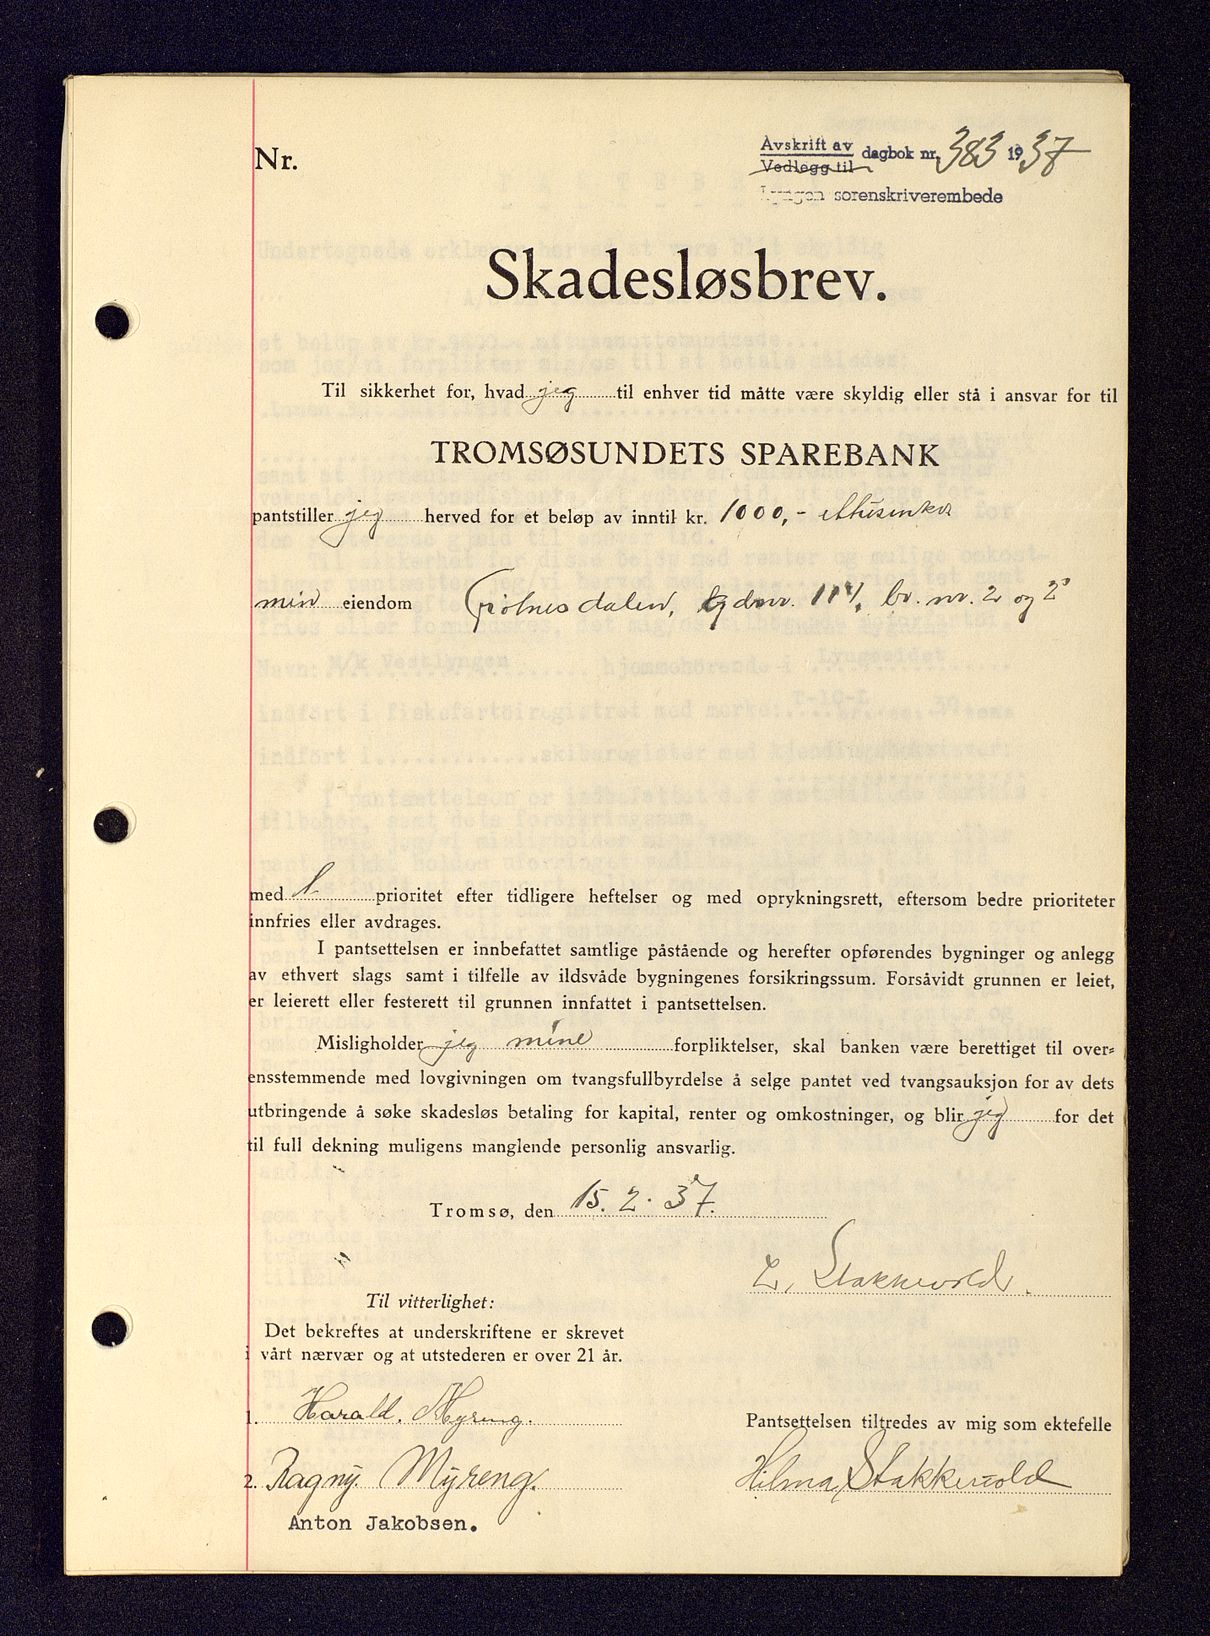 Nr.
Avskrift av
Vedlegg til
dagbok nr. 383 1937
Lyngen sorenskriverembede
Skadesløsbrev.
Til sikkerhet for, hvad jeg til enhver tid måtte være skyldig eller stå i ansvar for til
TROMSØSUNDETS SPAREBANK
pantstiller jeg herved for et beløp av inntil kr. 1000,-
min eiendom gdnr. 114, br. nr. 2 og
med 1 prioritet efter tidligere heftelser og med oprykningsrett, eftersom bedre prioriteter
innfries eller avdrages.
I pantsettelsen er innbefattet samtlige påstående og herefter opførendes bygninger og anlegg
av ethvert slags samt i tilfelle av ildsvåde bygningenes forsikringssum. Forsåvidt grunnen er leiet,
er leierett eller festerett til grunnen innfattet i pantsettelsen.
Misligholder jeg mine forpliktelser, skal banken være berettiget til over-
ensstemmende med lovgivningen om tvangsfullbyrdelse å selge pantet ved tvangsauksjon for av dets
utbringende å søke skadesløs betaling for kapital, renter og omkostninger, og blir jeg for det
til full dekning muligens manglende personlig ansvarlig.
Tromsø, den 15. 2. 37.
Stakkevold.
Til vitterlighet:
Det bekreftes at underskriftene er skrevet
i vårt nærvær og at utstederen er over 21 år.
1. Harald. Myreng.
Pantsettelsen tiltredes av mig som ektefelle
2. Ragny. Myreng.
Hilma Stakkevold
Anton Jakobsen.